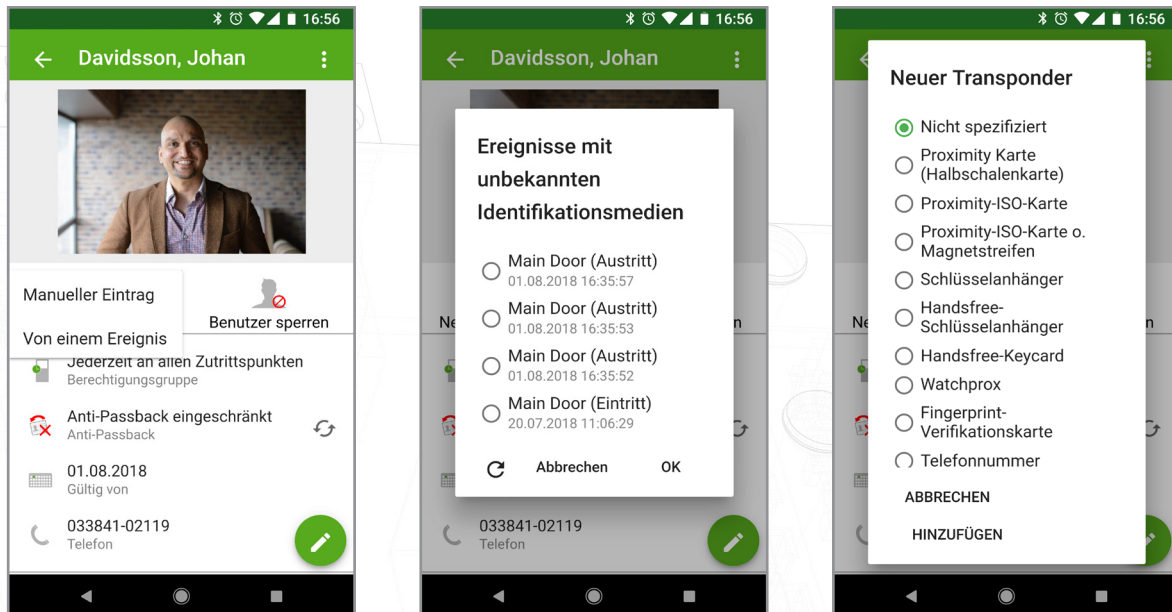 16:56
Davidsson, Johan
Manueller Eintrag
Von einem Ereignis
Benutzer sperren
Jederzeit an allen Zutrittspunkten
Berechtigungsgruppe
Anti-Passback eingeschränkt
Anti-Passback
01.08.2018
Gültig von
033841-02119
Telefon
16:56
Davidsson, Johan
Ereignisse mit
unbekannten
Identifikationsmedien
Main Door (Austritt)
01.08.2018 16:35:57
Main Door (Austritt)
01.08.2018 16:35:53
Main Door (Austritt)
01.08.2018 16:35:52
Main Door (Eintritt)
20.07.2018 11:06:29
Abbrechen OK
Ne
n
033841-02119
Telefon
16:56
Neuer Transponder
Nicht spezifiziert
Proximity Karte
(Halbschalenkarte)
Proximity-ISO-Karte
Proximity-ISO-Karte o.
Magnetstreifen
Schlüsselanhänger
Handsfree-
Schlüsselanhänger
Handsfree-Keycard
Watchprox
Fingerprint-
Verifikationskarte
Telefonnummer
ABBRECHEN
HINZUFÜGEN
Ne
n